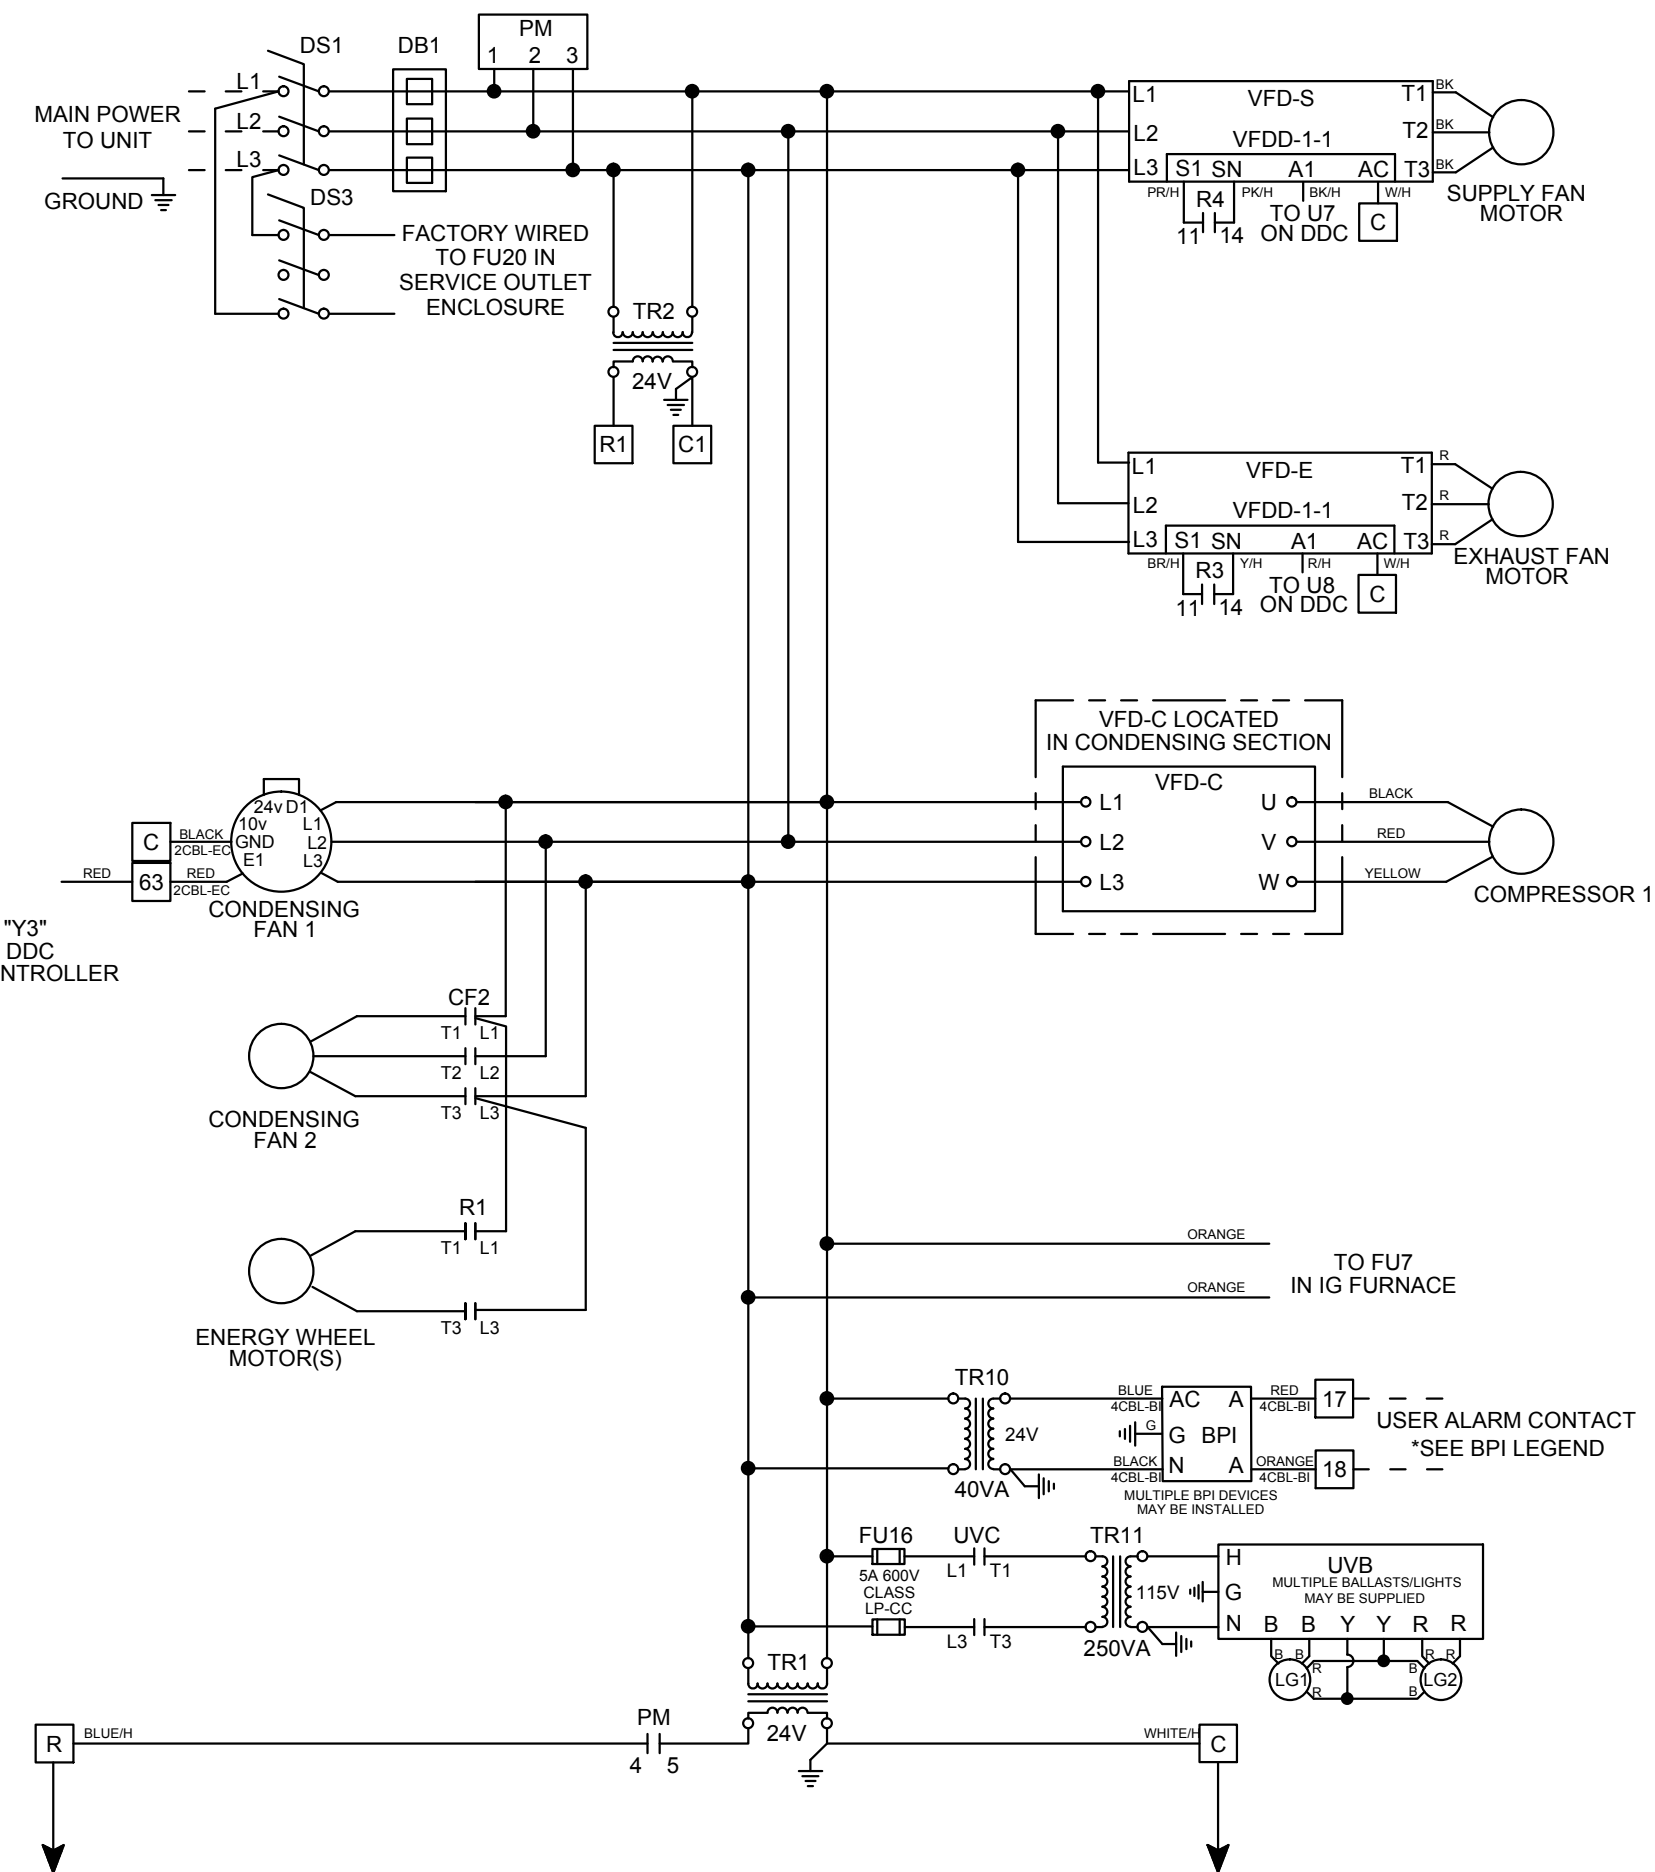 PM
1 2 3
DS1
DB1
L1
L2
L3
MAIN POWER
TO UNIT
GROUND
DS3
FACTORY WIRED
TO FU20 IN
SERVICE OUTLET
ENCLOSURE
TR2
24V
R1
C1
L1
L2
L3
VFD-S
VFDD-1-1
S1 SN A1 AC
T1
T2
T3
BK
BK
BK
PR/H
R4
11 14
PK/H
BK/H
TO U7
ON DDC
W/H
C
SUPPLY FAN
MOTOR
L1
L2
L3
VFD-E
VFDD-1-1
S1 SN A1 AC
T1
T2
T3
R
R
R
BR/H
R3
11 14
Y/H
R/H
TO U8
ON DDC
W/H
C
EXHAUST FAN
MOTOR
VFD-C LOCATED
IN CONDENSING SECTION
VFD-C
L1
L2
L3
U
V
W
BLACK
RED
YELLOW
COMPRESSOR 1
24v D1
10v L1
GND L2
E1 L3
C
BLACK
2CBL-EC
RED
63
RED
2CBL-EC
CONDENSING
FAN 1
"Y3"
DDC
NTROLLER
CF2
T1 L1
T2 L2
T3 L3
CONDENSING
FAN 2
R1
T1 L1
T3 L3
ENERGY WHEEL
MOTOR(S)
ORANGE
ORANGE
TO FU7
IN IG FURNACE
TR10
24V
40VA
BLUE
4CBL-BI
G
BLACK
4CBL-BI
AC A
G BPI
N A
RED
4CBL-BI
17
ORANGE
4CBL-BI
18
USER ALARM CONTACT
*SEE BPI LEGEND
MULTIPLE BPI DEVICES
MAY BE INSTALLED
FU16
5A 600V
CLASS
LP-CC
UVC
L1 T1
L3 T3
TR11
115V
250VA
H
G
N
UVB
MULTIPLE BALLASTS/LIGHTS
MAY BE SUPPLIED
B B Y Y R R
B B
R
R
LG1
R R
B
B
LG2
TR1
24V
PM
4 5
R
BLUE/H
WHITE/H
C